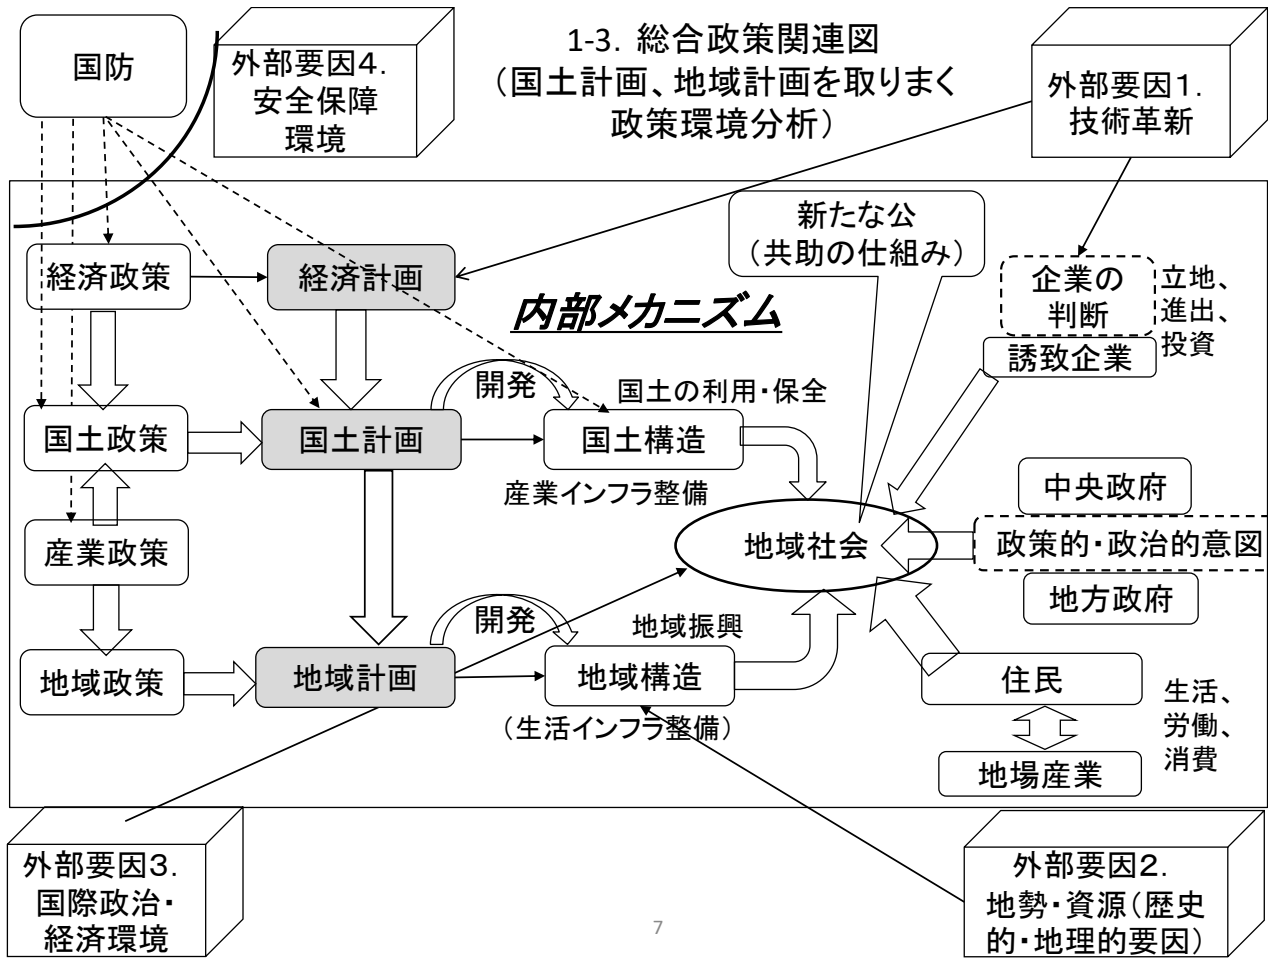 1-3. 総合政策関連図
（国土計画、地域計画を取りまく
政策環境分析）
国防
外部要因4.
安全保障
環境
外部要因1.
技術革新
新たな公
（共助の仕組み）
経済政策
経済計画
内部メカニズム
企業の
判断
立地、
進出、
投資
誘致企業
開発
国土の利用・保全
国土政策
国土計画
国土構造
産業インフラ整備
中央政府
産業政策
地域社会
政策的・政治的意図
地方政府
開発
地域振興
地域政策
地域計画
地域構造
（生活インフラ整備）
住民
生活、
労働、
消費
地場産業
外部要因3.
国際政治・
経済環境
外部要因2.
地勢・資源（歴史
的・地理的要因）
7